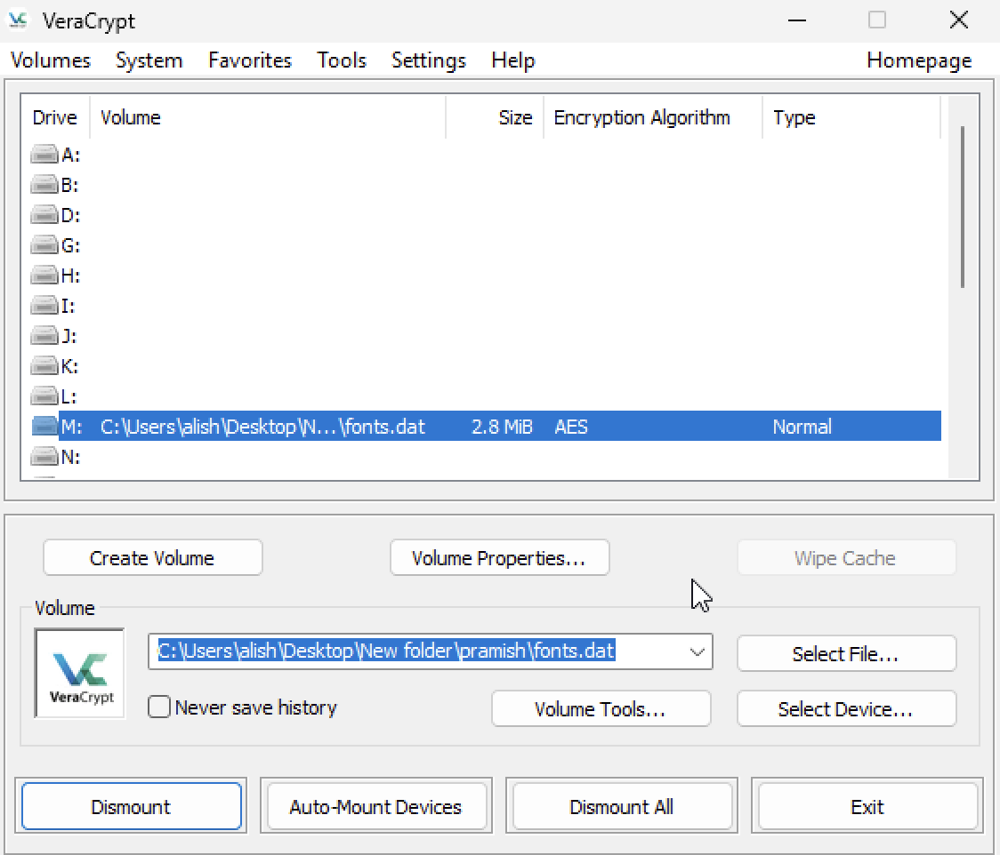 VeraCrypt
Volumes System Favorites Tools Settings Help Homepage
Drive Volume Size Encryption Algorithm Type
A:
B:
D:
G:
H:
I:
J:
K:
L:
M: C:\Users\alish\Desktop\N...\fonts.dat 2.8 MiB AES Normal
N:
Create Volume Volume Properties... Wipe Cache
Volume
C:\Users\alish\Desktop\New folder\pramish\fonts.dat Select File...
VeraCrypt
Never save history Volume Tools... Select Device...
Dismount Auto-Mount Devices Dismount All Exit